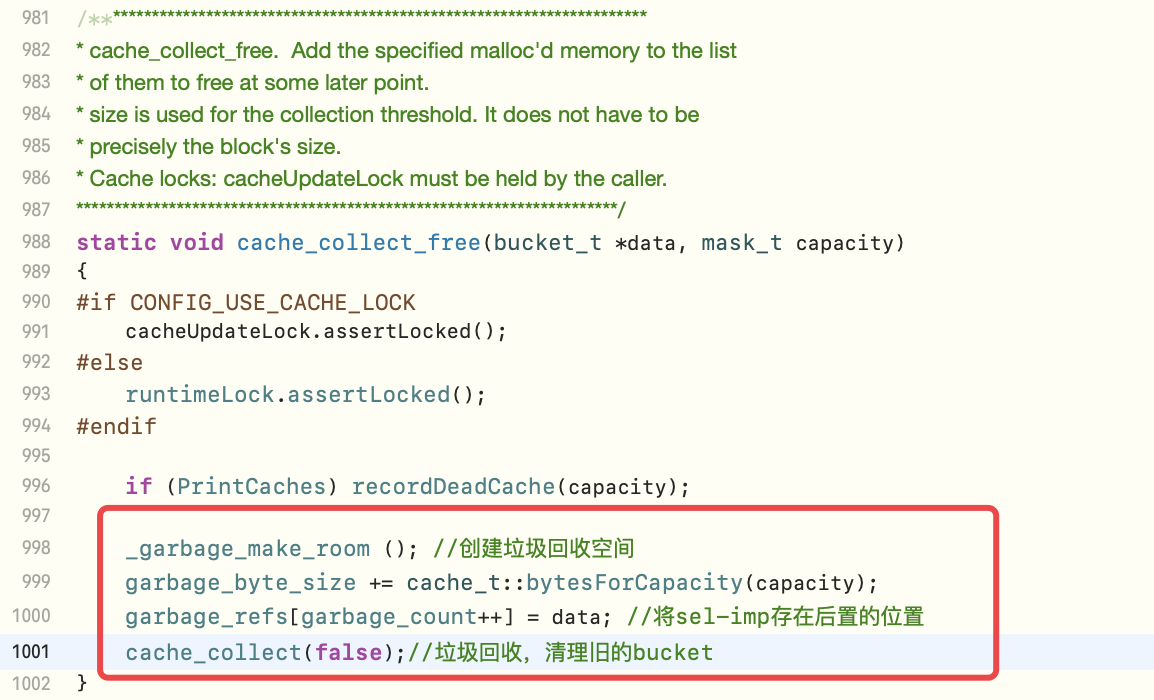 981 /**********************************************************************
982 * cache_collect_free.  Add the specified malloc'd memory to the list
983 * of them to free at some later point.
984 * size is used for the collection threshold. It does not have to be
985 * precisely the block's size.
986 * Cache locks: cacheUpdateLock must be held by the caller.
987 **********************************************************************/
988 static void cache_collect_free(bucket_t *data, mask_t capacity)
989 {
990 #if CONFIG_USE_CACHE_LOCK
991     cacheUpdateLock.assertLocked();
992 #else
993     runtimeLock.assertLocked();
994 #endif
995
996     if (PrintCaches) recordDeadCache(capacity);
997
998     _garbage_make_room (); //创建垃圾回收空间
999     garbage_byte_size += cache_t::bytesForCapacity(capacity);
1000     garbage_refs[garbage_count++] = data; //将sel-imp存在后置的位置
1001     cache_collect(false);//垃圾回收，清理旧的bucket
1002 }